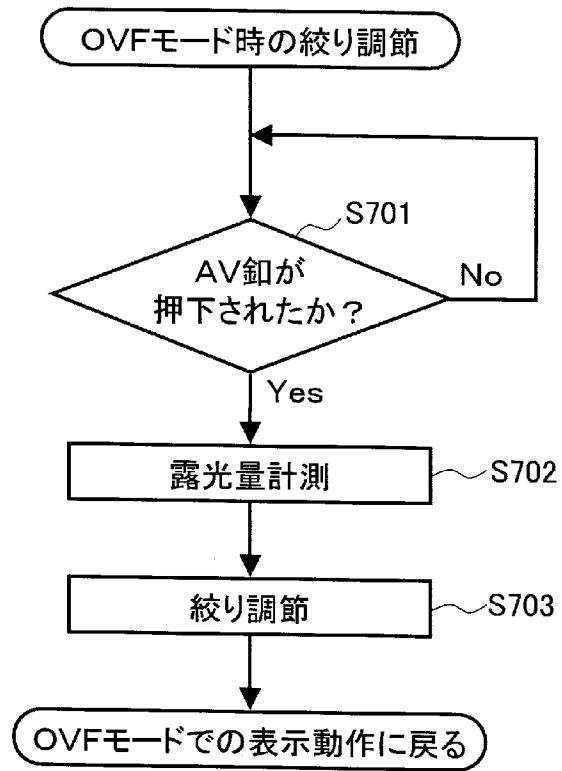 OVFモード時の絞り調節
S701
AV釦が
押下されたか？
No
Yes
露光量計測
S702
絞り調節
S703
OVFモードでの表示動作に戻る